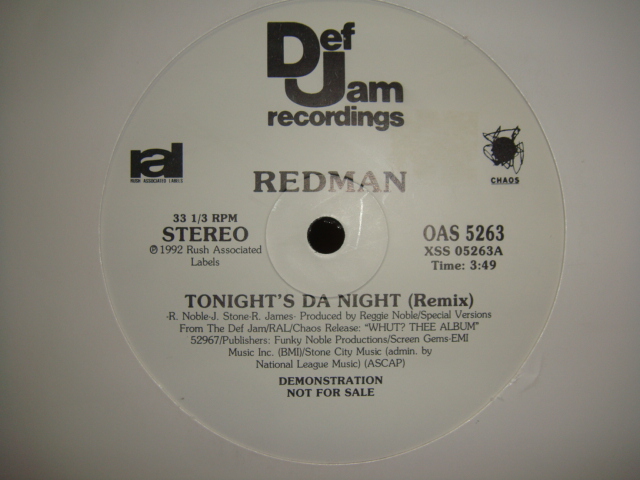 Def
Jam
recordings
ral
RUSH ASSOCIATED LABELS
CHAOS
REDMAN
33 1/3 RPM
STEREO
℗1992 Rush Associated
Labels
OAS 5263
XSS 05263A
Time: 3:49
TONIGHT'S DA NIGHT (Remix)
-R. Noble-J. Stone-R. James- Produced by Reggie Noble/Special Versions
From The Def Jam/RAL/Chaos Release: "WHUT? THEE ALBUM"
52967/Publishers: Funky Noble Productions/Screen Gems-EMI
Music Inc. (BMI)/Stone City Music (admin. by
National League Music) (ASCAP)
DEMONSTRATION
NOT FOR SALE